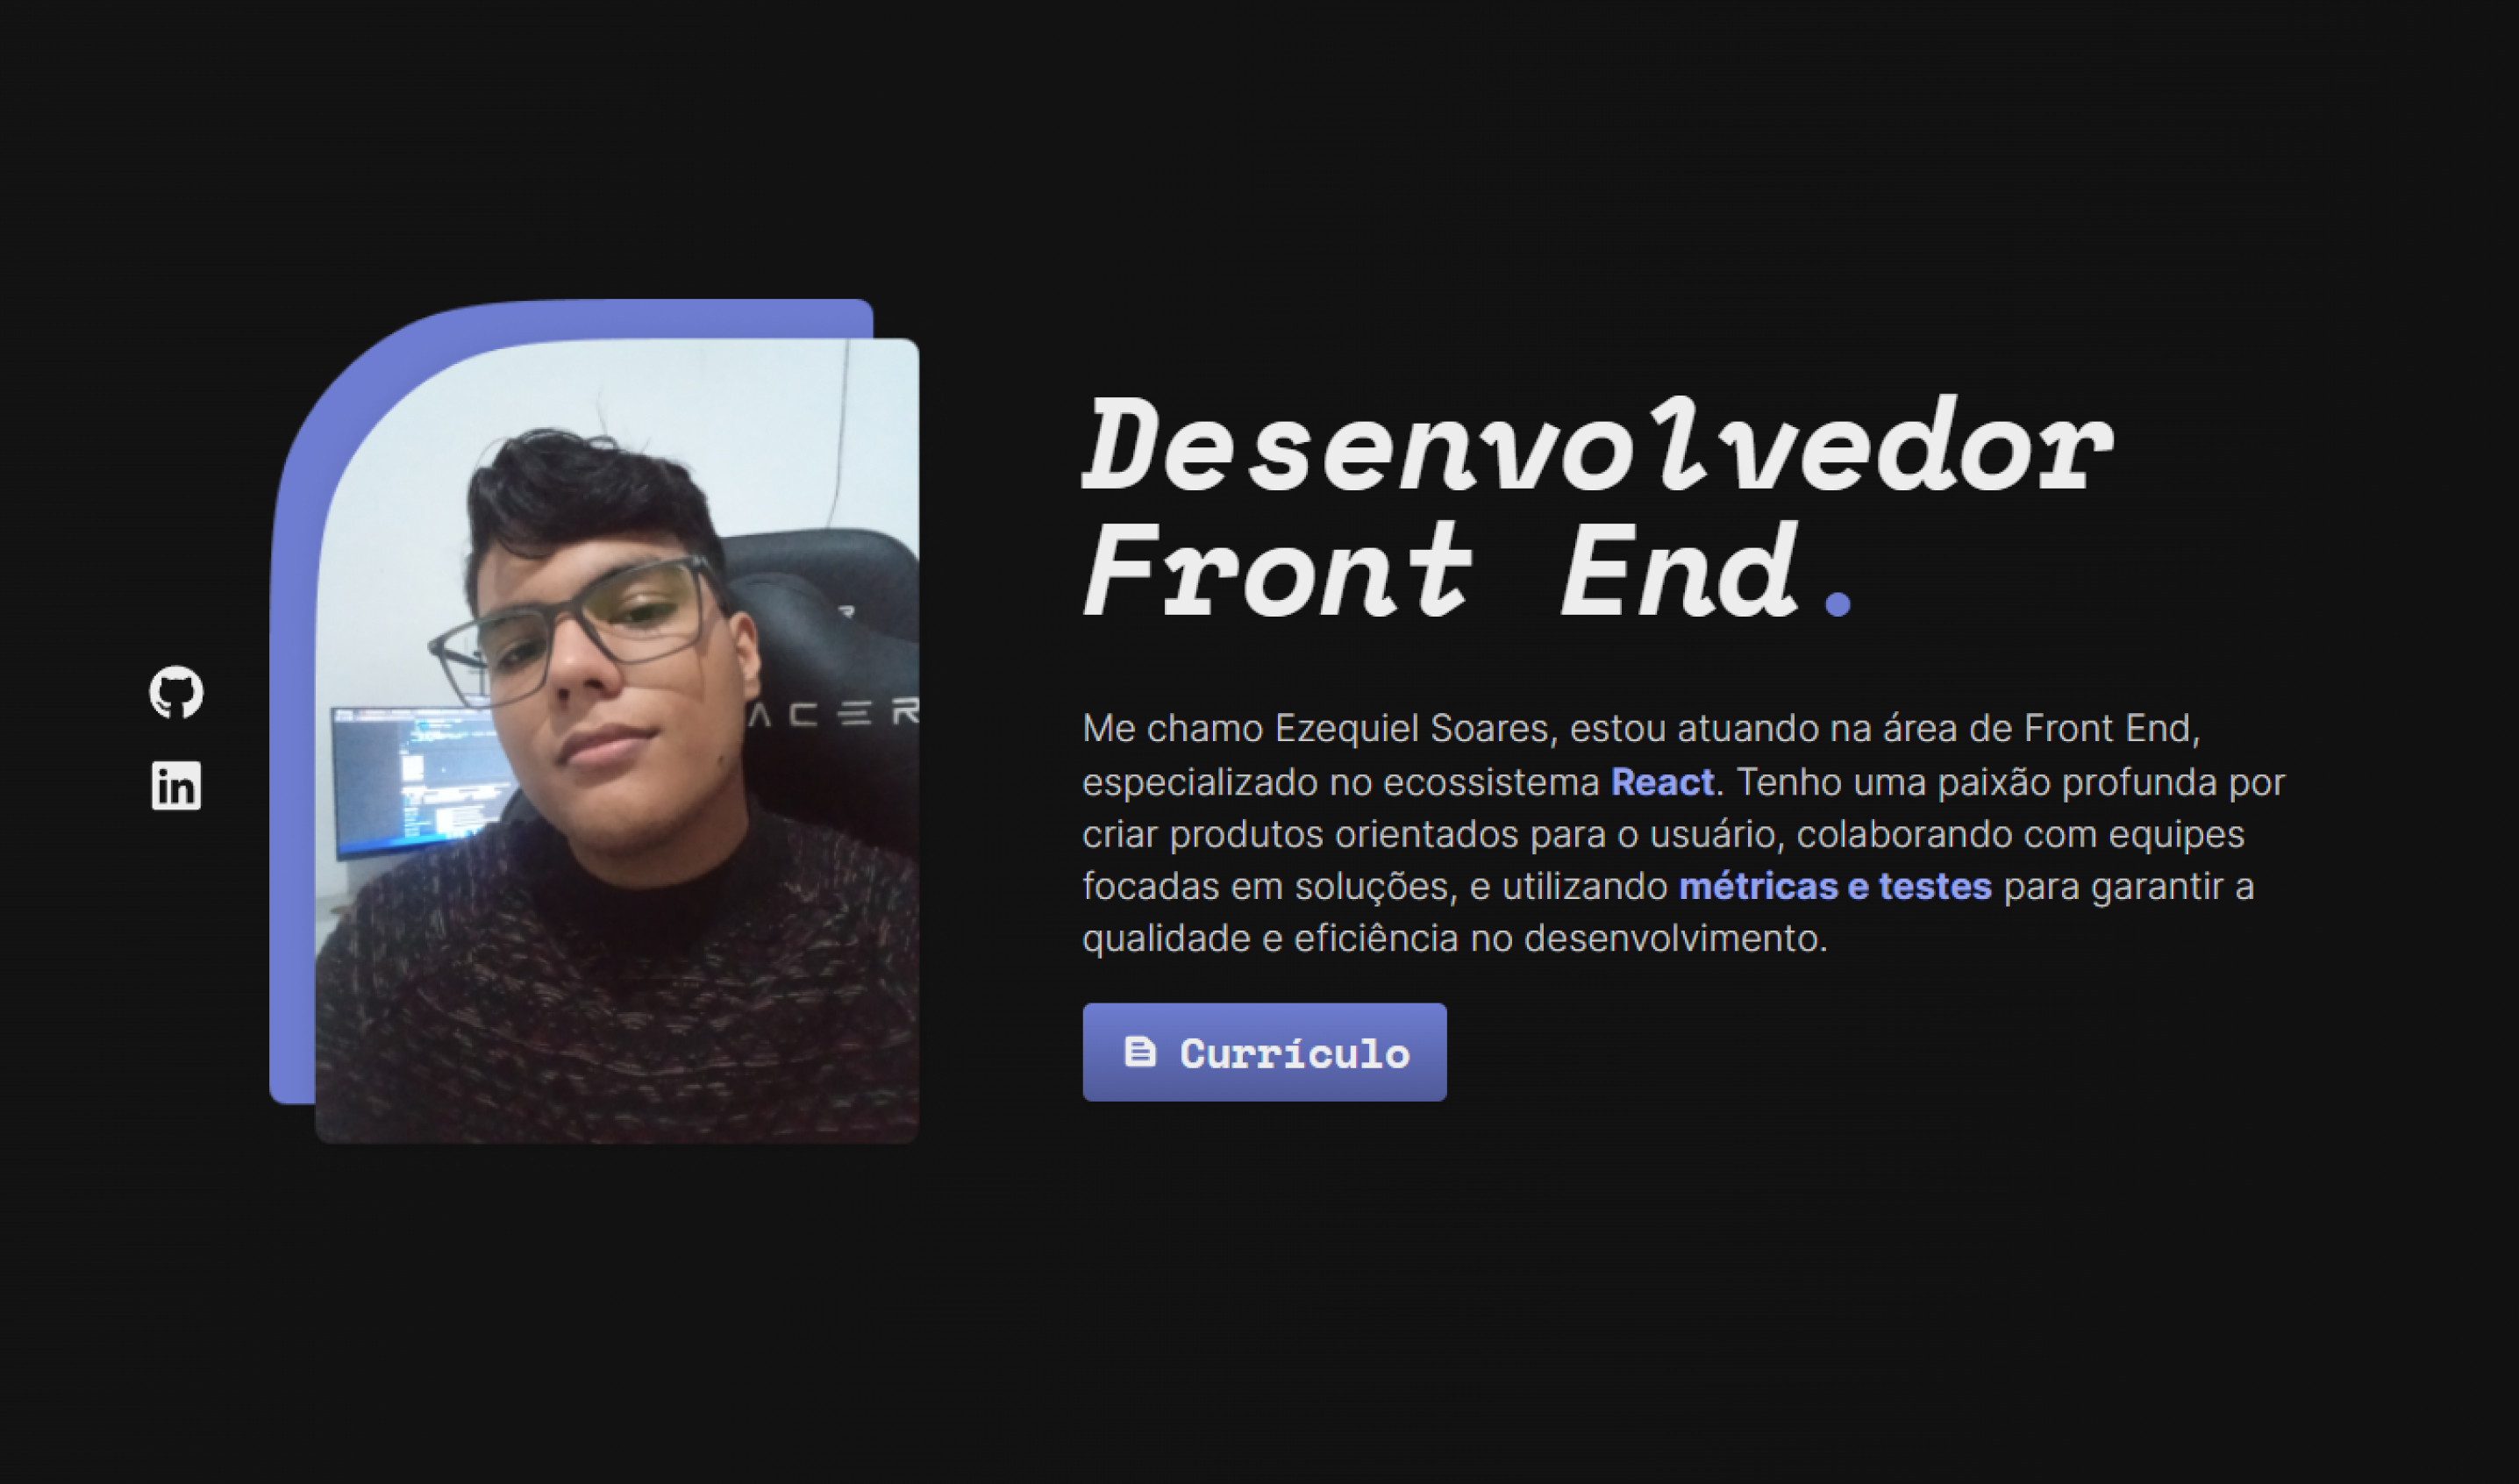 Desenvolvedor
Front End.
in
ACER
Me chamo Ezequiel Soares, estou atuando na área de Front End,
especializado no ecossistema React. Tenho uma paixão profunda por
criar produtos orientados para o usuário, colaborando com equipes
focadas em soluções, e utilizando métricas e testes para garantir a
qualidade e eficiência no desenvolvimento.
Currículo